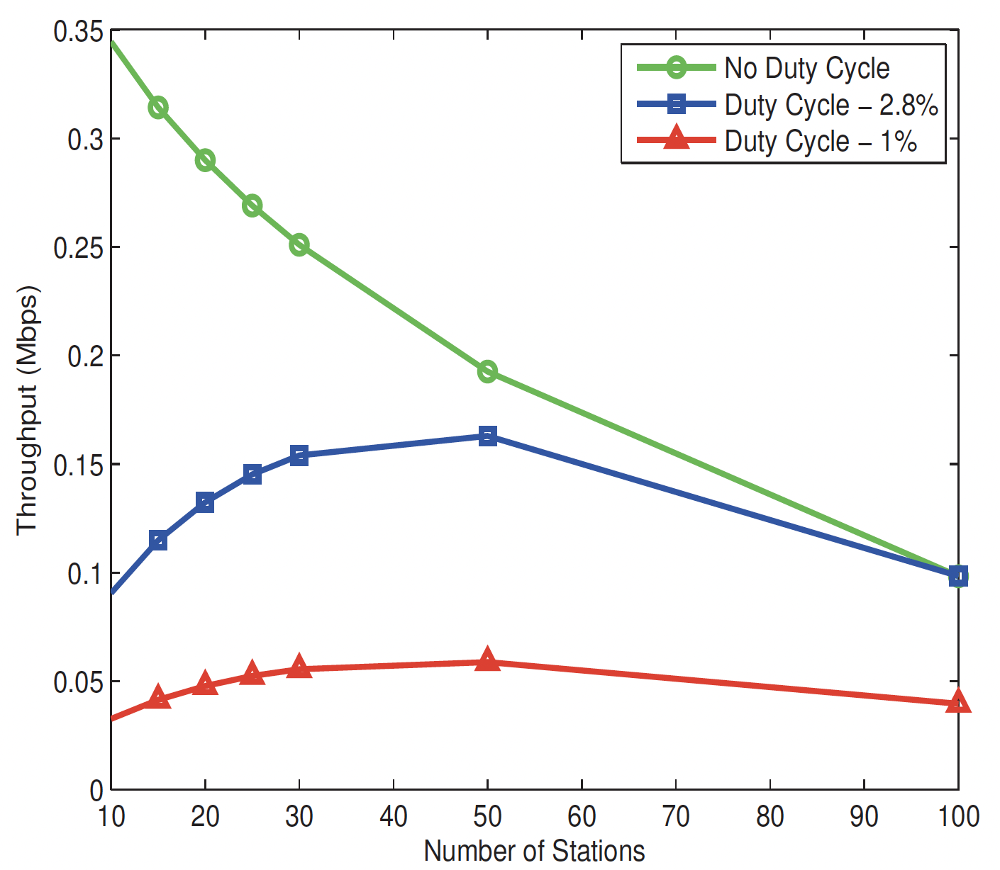 0.35
0.3
0.25
0.2
0.15
0.1
0.05
0
Throughput (Mbps)
No Duty Cycle
Duty Cycle – 2.8%
Duty Cycle – 1%
10 20 30 40 50 60 70 80 90 100
Number of Stations